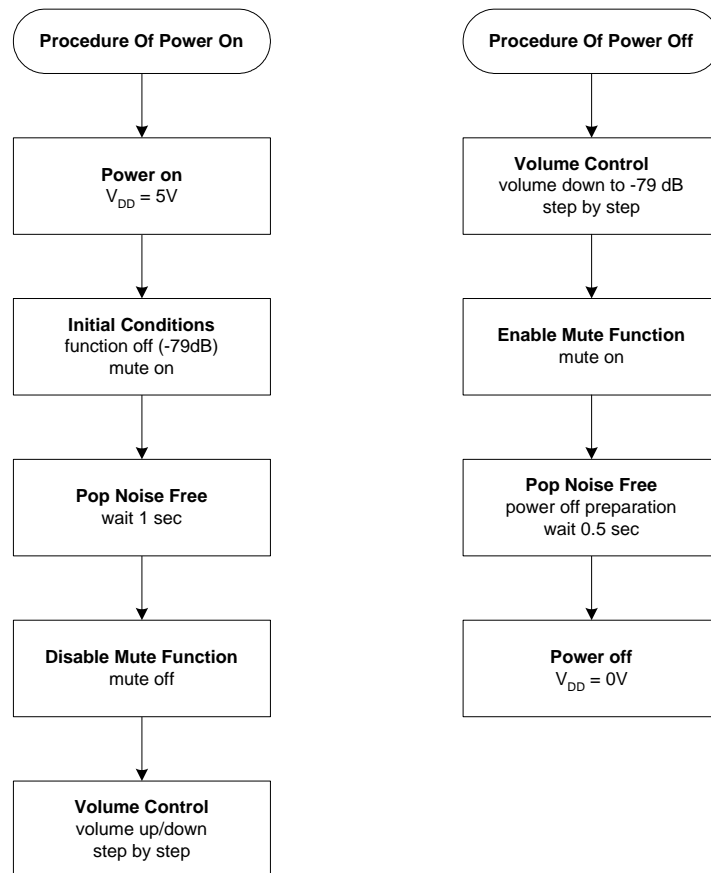 Procedure Of Power On
Power on
V_DD = 5V
Initial Conditions
function off (-79dB)
mute on
Pop Noise Free
wait 1 sec
Disable Mute Function
mute off
Volume Control
volume up/down
step by step
Procedure Of Power Off
Volume Control
volume down to -79 dB
step by step
Enable Mute Function
mute on
Pop Noise Free
power off preparation
wait 0.5 sec
Power off
V_DD = 0V